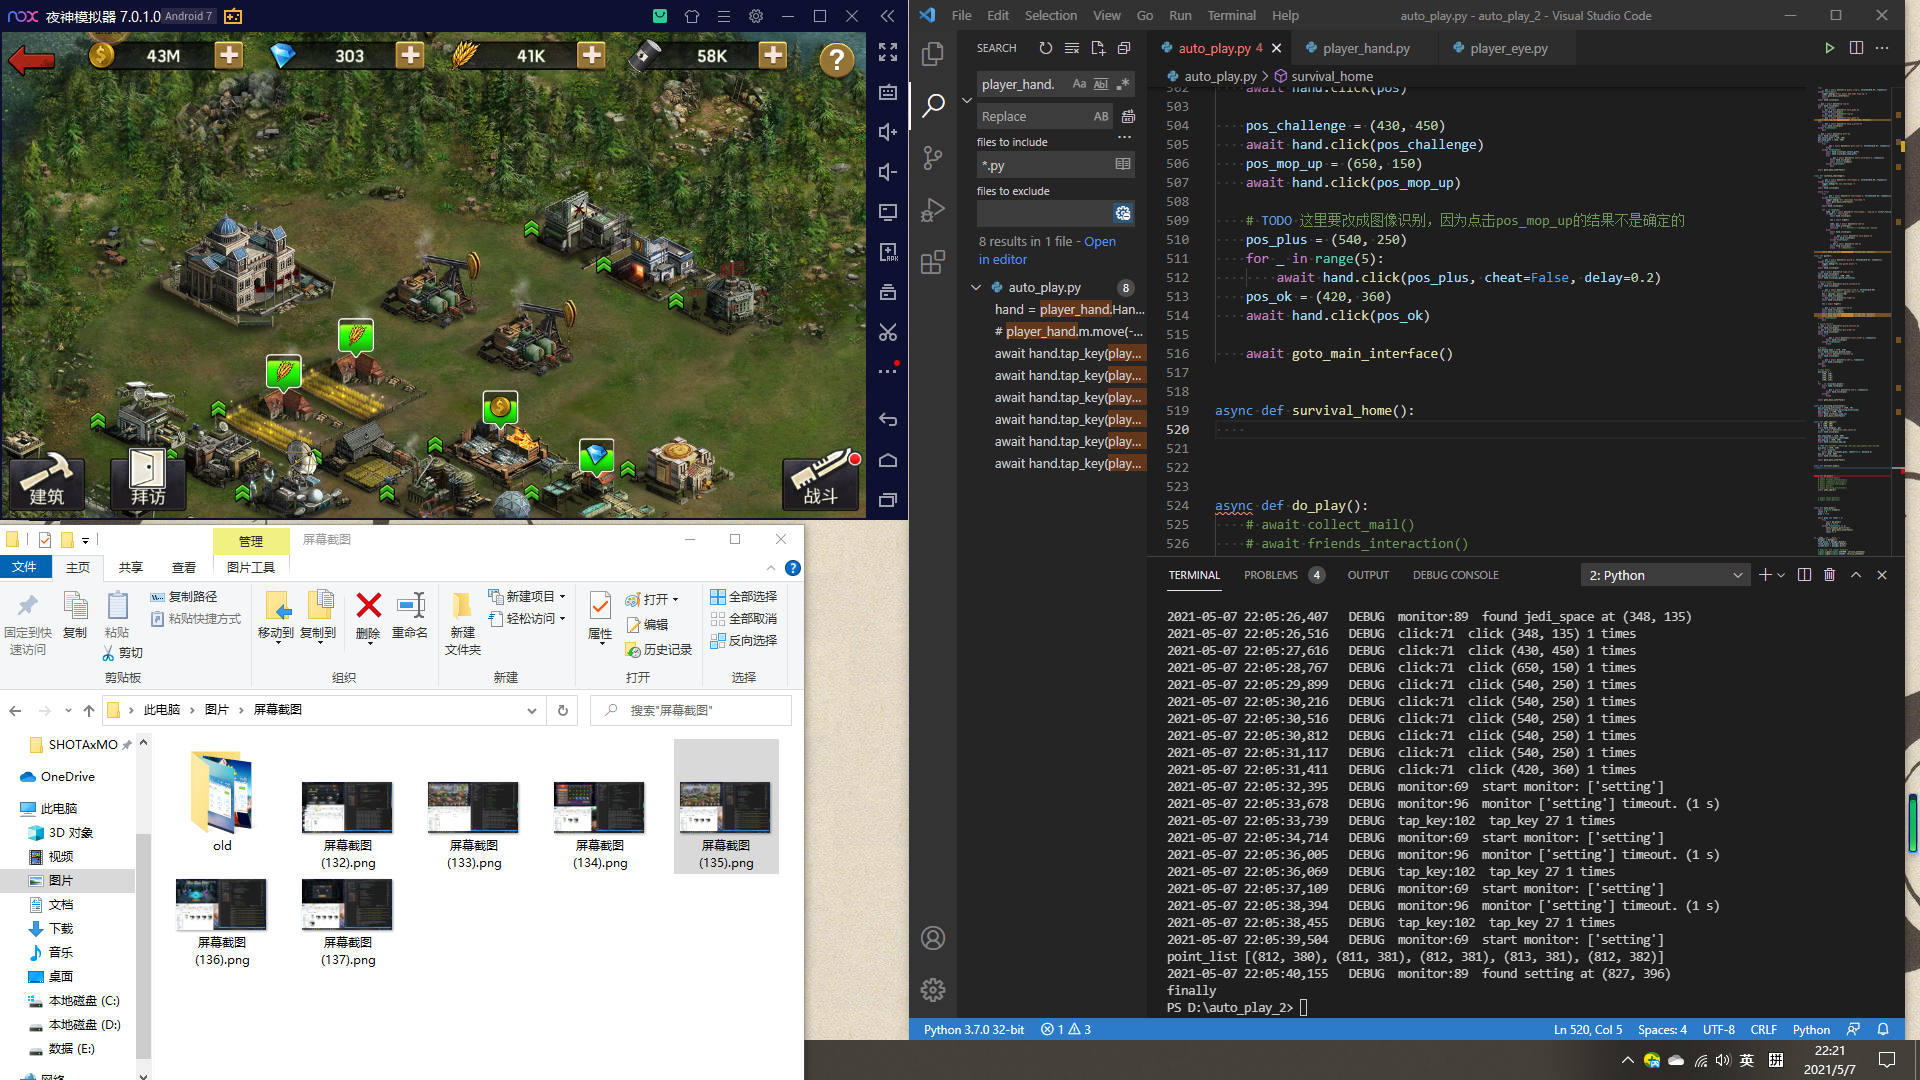 nox 夜神模拟器 7.0.1.0 Android 7
43M
303
41K
58K
?
建筑
拜访
战斗
管理
屏幕截图
文件
主页
共享
查看
图片工具
固定到快
速访问
复制
粘贴
复制路径
粘贴快捷方式
剪切
剪贴板
移动到
复制到
删除
重命名
组织
新建
文件夹
新建项目
轻松访问
新建
属性
打开
编辑
历史记录
打开
全部选择
全部取消
反向选择
选择
此电脑 > 图片 > 屏幕截图
搜索"屏幕截图"
SHOTAxMO
OneDrive
此电脑
3D 对象
视频
图片
文档
下载
音乐
桌面
本地磁盘 (C:)
本地磁盘 (D:)
数据 (E:)
网络
old
屏幕截图
(132).png
屏幕截图
(133).png
屏幕截图
(134).png
屏幕截图
(135).png
屏幕截图
(136).png
屏幕截图
(137).png
File Edit Selection View Go Run Terminal Help
auto_play.py - auto_play_2 - Visual Studio Code
SEARCH
player_hand.
Replace
files to include
*.py
files to exclude
8 results in 1 file - Open
in editor
auto_play.py 8
hand = player_hand.Han...
# player_hand.m.move(-...
await hand.tap_key(play...
await hand.tap_key(play...
await hand.tap_key(play...
await hand.tap_key(play...
await hand.tap_key(play...
await hand.tap_key(play...
auto_play.py 4
player_hand.py
player_eye.py
auto_play.py > survival_home
502 await hand.click(pos)
503
504 pos_challenge = (430, 450)
505 await hand.click(pos_challenge)
506 pos_mop_up = (650, 150)
507 await hand.click(pos_mop_up)
508
509 # TODO 这里要改成图像识别，因为点击pos_mop_up的结果不是确定的
510 pos_plus = (540, 250)
511 for _ in range(5):
512 await hand.click(pos_plus, cheat=False, delay=0.2)
513 pos_ok = (420, 360)
514 await hand.click(pos_ok)
515
516 await goto_main_interface()
517
518
519 async def survival_home():
520
521
522
523
524 async def do_play():
525 # await collect_mail()
526 # await friends_interaction()
TERMINAL PROBLEMS 4 OUTPUT DEBUG CONSOLE
2: Python
2021-05-07 22:05:26,407 DEBUG monitor:89 found jedi_space at (348, 135)
2021-05-07 22:05:26,516 DEBUG click:71 click (348, 135) 1 times
2021-05-07 22:05:27,616 DEBUG click:71 click (430, 450) 1 times
2021-05-07 22:05:28,767 DEBUG click:71 click (650, 150) 1 times
2021-05-07 22:05:29,899 DEBUG click:71 click (540, 250) 1 times
2021-05-07 22:05:30,216 DEBUG click:71 click (540, 250) 1 times
2021-05-07 22:05:30,516 DEBUG click:71 click (540, 250) 1 times
2021-05-07 22:05:30,812 DEBUG click:71 click (540, 250) 1 times
2021-05-07 22:05:31,117 DEBUG click:71 click (540, 250) 1 times
2021-05-07 22:05:31,411 DEBUG click:71 click (420, 360) 1 times
2021-05-07 22:05:32,395 DEBUG monitor:69 start monitor: ['setting']
2021-05-07 22:05:33,678 DEBUG monitor:96 monitor ['setting'] timeout. (1 s)
2021-05-07 22:05:33,739 DEBUG tap_key:102 tap_key 27 1 times
2021-05-07 22:05:34,714 DEBUG monitor:69 start monitor: ['setting']
2021-05-07 22:05:36,005 DEBUG monitor:96 monitor ['setting'] timeout. (1 s)
2021-05-07 22:05:36,069 DEBUG tap_key:102 tap_key 27 1 times
2021-05-07 22:05:37,109 DEBUG monitor:69 start monitor: ['setting']
2021-05-07 22:05:38,394 DEBUG monitor:96 monitor ['setting'] timeout. (1 s)
2021-05-07 22:05:38,455 DEBUG tap_key:102 tap_key 27 1 times
2021-05-07 22:05:39,504 DEBUG monitor:69 start monitor: ['setting']
point_list [(812, 380), (811, 381), (812, 381), (813, 381), (812, 382)]
2021-05-07 22:05:40,155 DEBUG monitor:89 found setting at (827, 396)
finally
PS D:\auto_play_2>
Python 3.7.0 32-bit 1 3
Ln 520, Col 5 Spaces: 4 UTF-8 CRLF Python
英 拼
22:21
2021/5/7